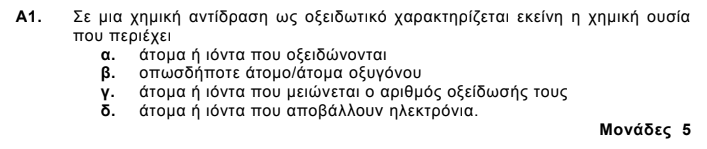 Α1. Σε μια χημική αντίδραση ως οξειδωτικό χαρακτηρίζεται εκείνη η χημική ουσία
που περιέχει
α. άτομα ή ιόντα που οξειδώνονται
β. οπωσδήποτε άτομο/άτομα οξυγόνου
γ. άτομα ή ιόντα που μειώνεται ο αριθμός οξείδωσής τους
δ. άτομα ή ιόντα που αποβάλλουν ηλεκτρόνια.
Μονάδες 5